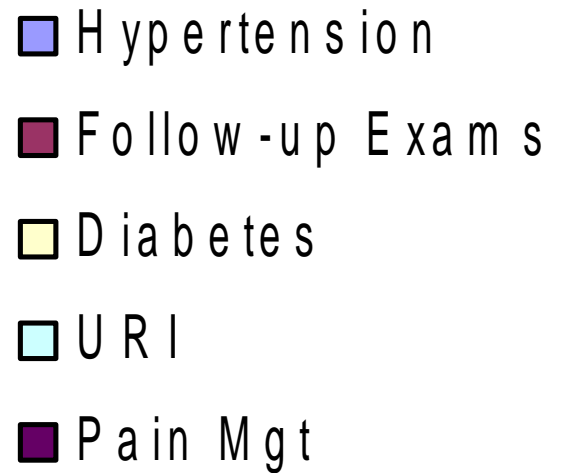 Hypertension
Follow-up Exams
Diabetes
URI
Pain Mgt